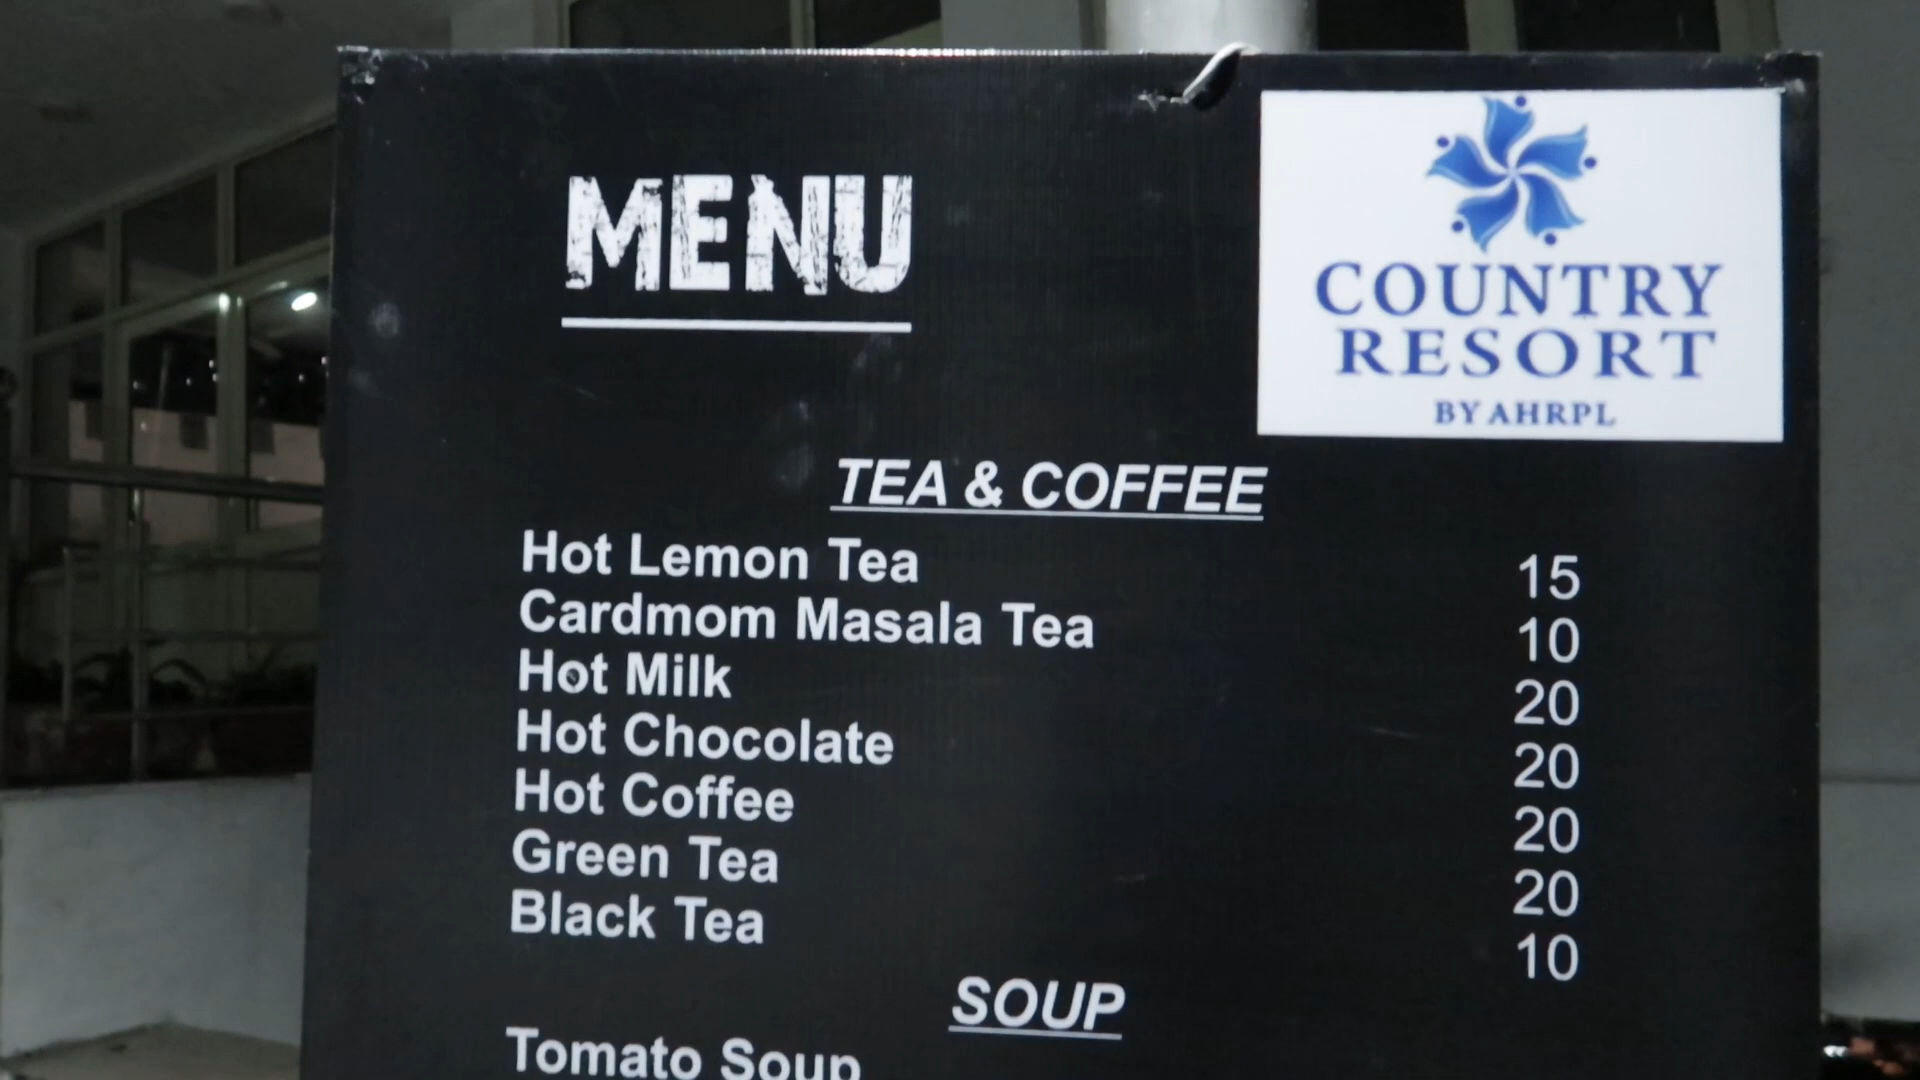 MENU
COUNTRY
RESORT
BY AHRPL
TEA & COFFEE
Hot Lemon Tea 15
Cardmom Masala Tea 10
Hot Milk 20
Hot Chocolate 20
Hot Coffee 20
Green Tea 20
Black Tea 10
SOUP
Tomato Soup